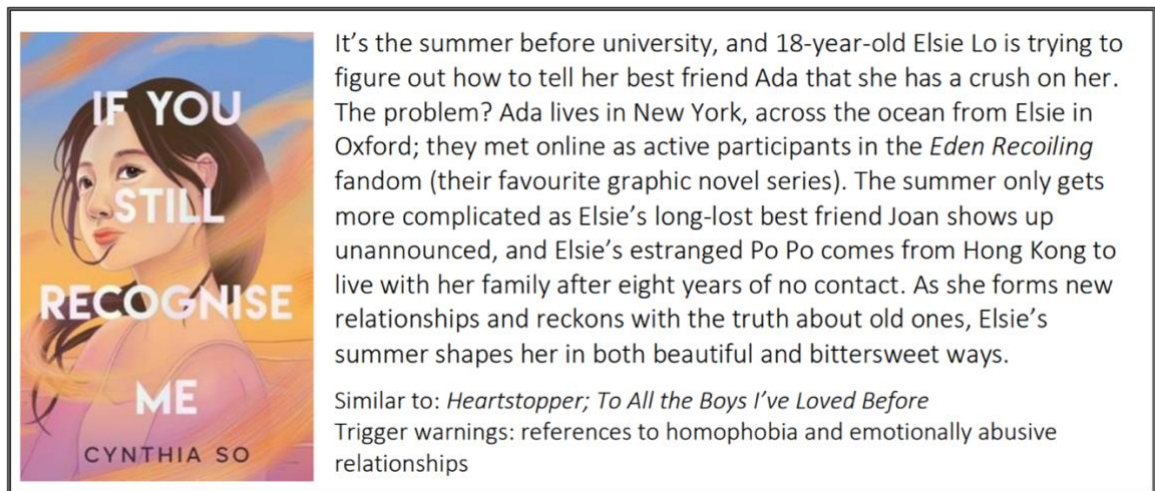 IF YOU
STILL
RECOGNISE
ME
CYNTHIA SO
It’s the summer before university, and 18-year-old Elsie Lo is trying to
figure out how to tell her best friend Ada that she has a crush on her.
The problem? Ada lives in New York, across the ocean from Elsie in
Oxford; they met online as active participants in the Eden Recoiling
fandom (their favourite graphic novel series). The summer only gets
more complicated as Elsie’s long-lost best friend Joan shows up
unannounced, and Elsie’s estranged Po Po comes from Hong Kong to
live with her family after eight years of no contact. As she forms new
relationships and reckons with the truth about old ones, Elsie’s
summer shapes her in both beautiful and bittersweet ways.
Similar to: Heartstopper; To All the Boys I’ve Loved Before
Trigger warnings: references to homophobia and emotionally abusive
relationships